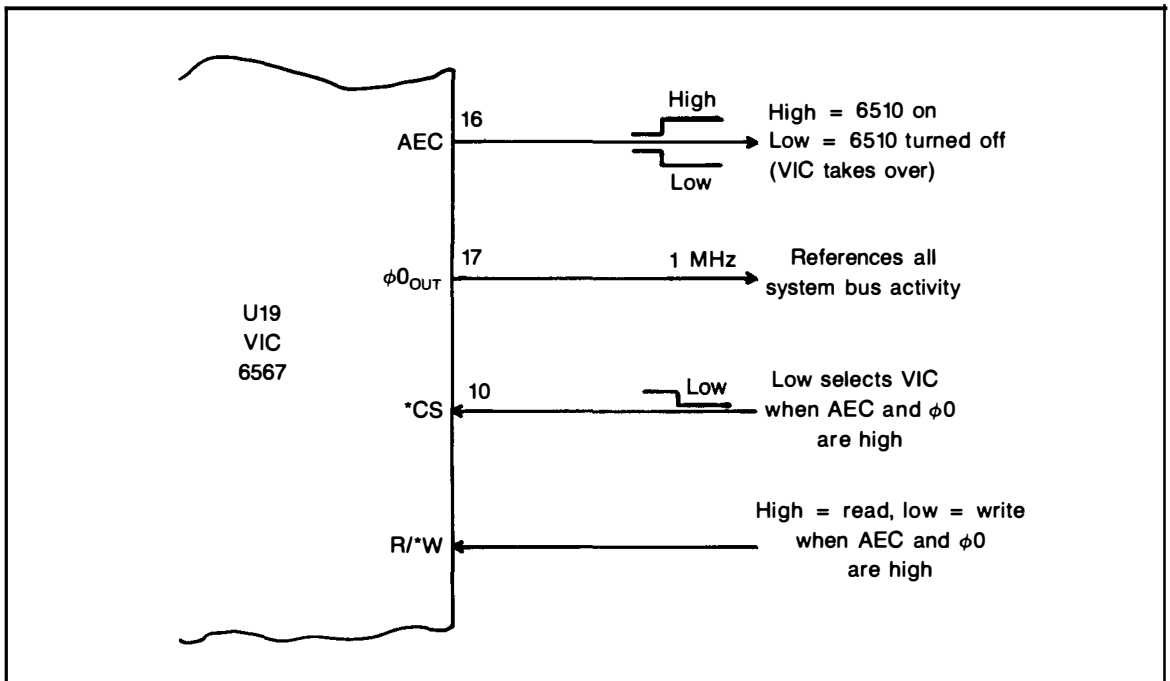 High
16
AEC
Low
High = 6510 on
Low = 6510 turned off
(VIC takes over)
17
1 MHz
ϕ0OUT
References all
system bus activity
U19
VIC
6567
10
Low
*CS
Low selects VIC
when AEC and ϕ0
are high
R/*W
High = read, low = write
when AEC and ϕ0
are high